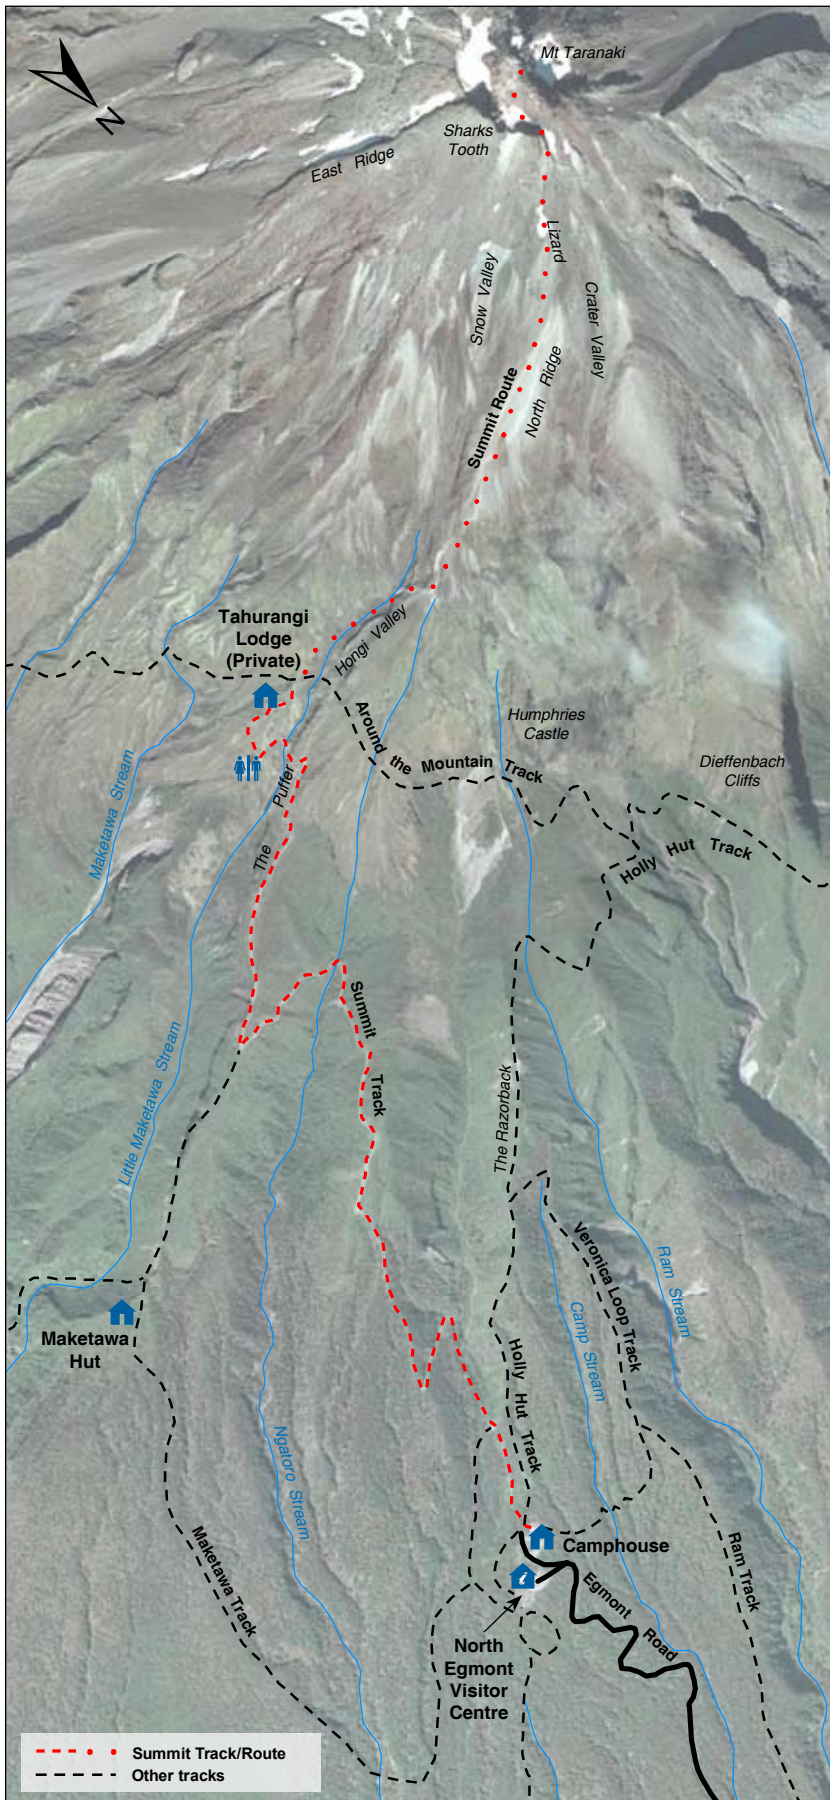 Mt Taranaki
N
Sharks
Tooth
East Ridge
Lizard
Snow Valley
Crater Valley
Summit Route
North Ridge
Tahurangi
Lodge
(Private)
Hongi Valley
Around the Mountain Track
Humphries
Castle
Dieffenbach
Cliffs
Maketawa Stream
The Puffer
Holly Hut Track
Summit Track
Little Maketawa Stream
The Razorback
Veronica Loop Track
Ram Stream
Camp Stream
Maketawa
Hut
Holly Hut Track
Ngatoro Stream
Maketawa Track
Camphouse
i
Egmont Road
Ram Track
North
Egmont
Visitor
Centre
Summit Track/Route
Other tracks